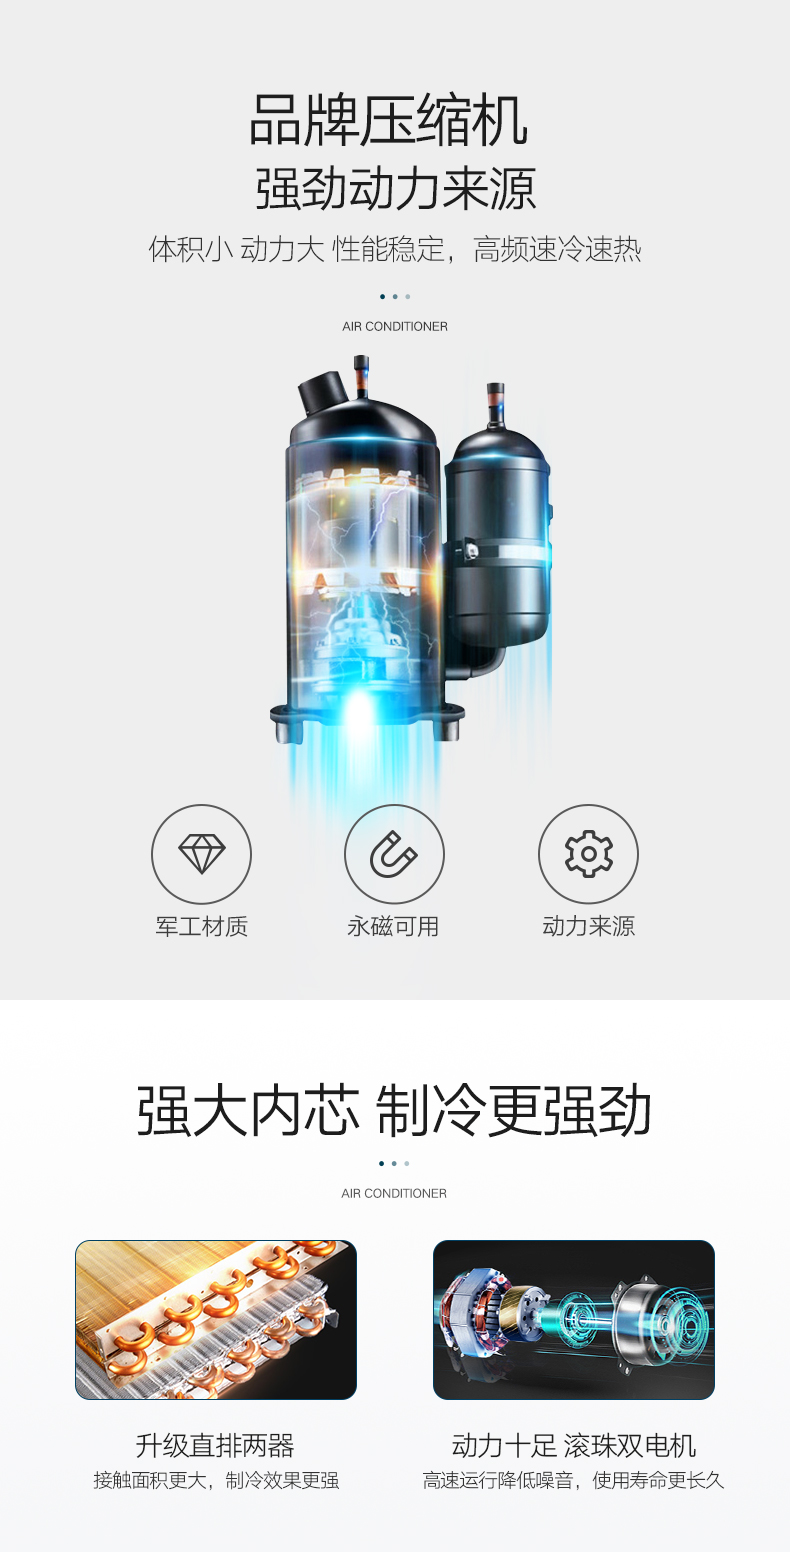 品牌压缩机
强劲动力来源
体积小 动力大 性能稳定，高频速冷速热
AIR CONDITIONER
军工材质
永磁可用
动力来源
强大内芯 制冷更强劲
AIR CONDITIONER
升级直排两器
动力十足 滚珠双电机
接触面积更大，制冷效果更强
高速运行降低噪音，使用寿命更长久